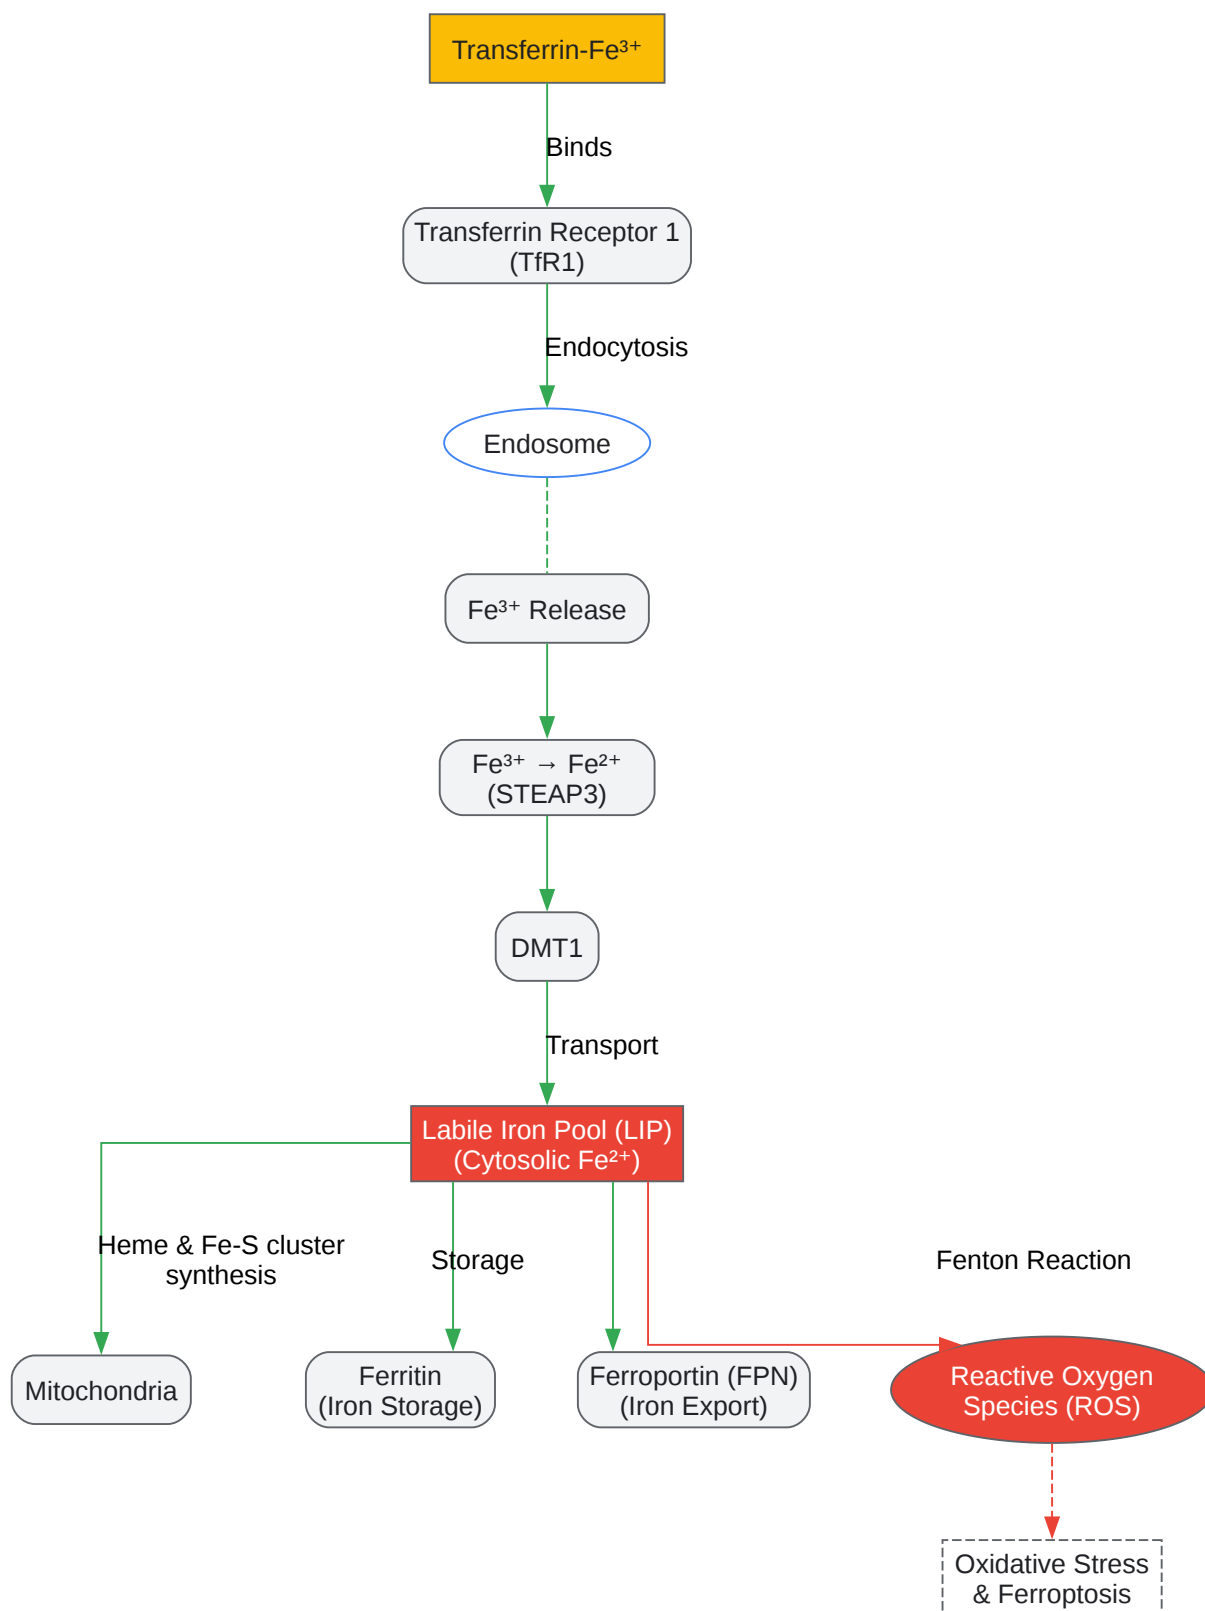 Transferrin-Fe³⁺
Binds
Transferrin Receptor 1
(TfR1)
Endocytosis
Endosome
Fe³⁺ Release
Fe³⁺ → Fe²⁺
(STEAP3)
DMT1
Transport
Labile Iron Pool (LIP)
(Cytosolic Fe²⁺)
Heme & Fe-S cluster
synthesis
Storage
Fenton Reaction
Mitochondria
Ferritin
(Iron Storage)
Ferroportin (FPN)
(Iron Export)
Reactive Oxygen
Species (ROS)
Oxidative Stress
& Ferroptosis